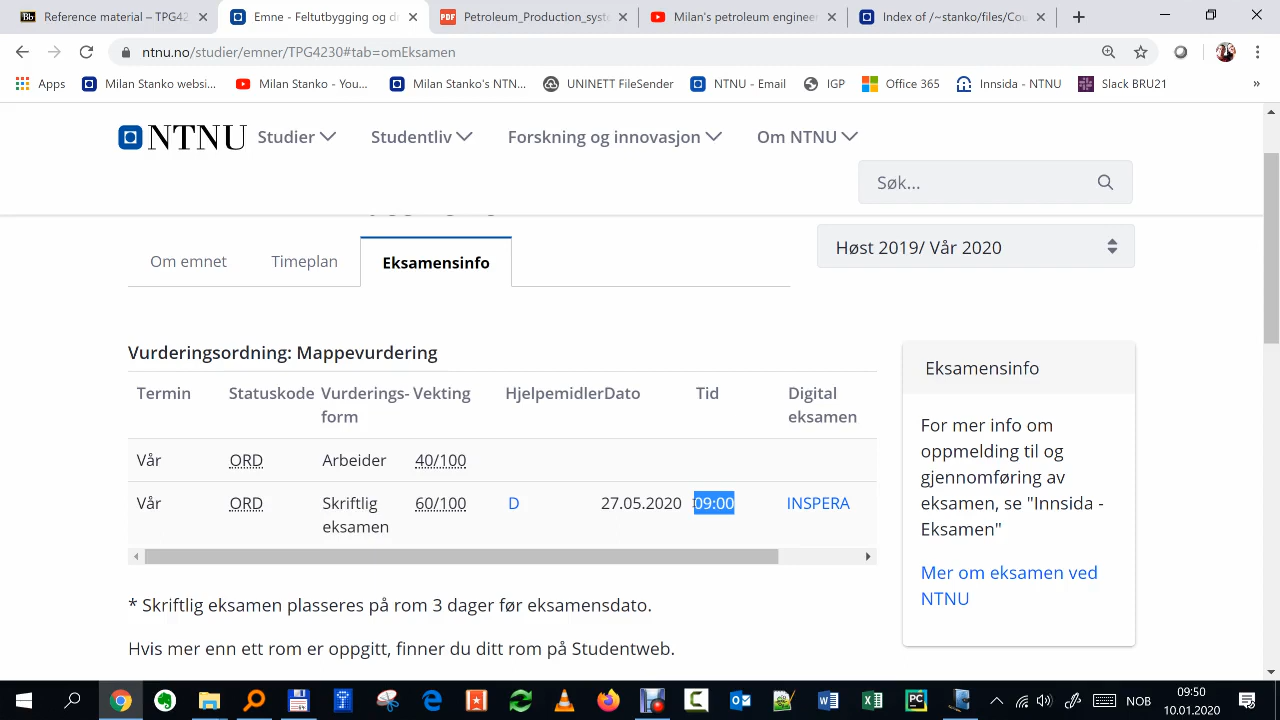 Reference material – TPG42
Emne - Feltutbygging og d
Petroleum_Production_syste
Milan's petroleum engineer
Index of /~stanko/files/Cou
ntnu.no/studier/emner/TPG4230#tab=omEksamen
Apps
Milan Stanko websi...
Milan Stanko - You...
Milan Stanko's NTN...
UNINETT FileSender
NTNU - Email
IGP
Office 365
Innsida - NTNU
Slack BRU21
»
NTNU
Studier
Studentliv
Forskning og innovasjon
Om NTNU
Søk...
Om emnet
Timeplan
Eksamensinfo
Høst 2019/ Vår 2020
Vurderingsordning: Mappevurdering
Termin Statuskode Vurderings- Vekting Hjelpemidler Dato Tid Digital
form eksamen
Vår ORD Arbeider 40/100
Vår ORD Skriftlig 60/100 D 27.05.2020 09:00 INSPERA
eksamen
* Skriftlig eksamen plasseres på rom 3 dager før eksamensdato.
Hvis mer enn ett rom er oppgitt, finner du ditt rom på Studentweb.
Eksamensinfo
For mer info om
oppmelding til og
gjennomføring av
eksamen, se "Innsida -
Eksamen"
Mer om eksamen ved
NTNU
NOB
09:50
10.01.2020